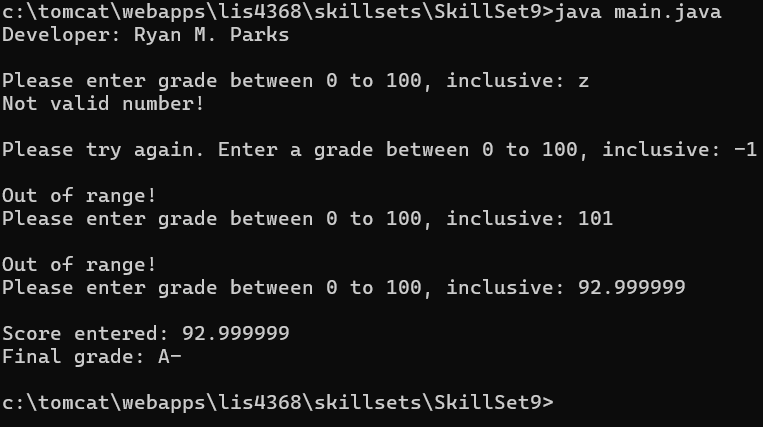 c:\tomcat\webapps\lis4368\skillsets\SkillSet9>java main.java
Developer: Ryan M. Parks
Please enter grade between 0 to 100, inclusive: z
Not valid number!
Please try again. Enter a grade between 0 to 100, inclusive: -1
Out of range!
Please enter grade between 0 to 100, inclusive: 101
Out of range!
Please enter grade between 0 to 100, inclusive: 92.999999
Score entered: 92.999999
Final grade: A-
c:\tomcat\webapps\lis4368\skillsets\SkillSet9>